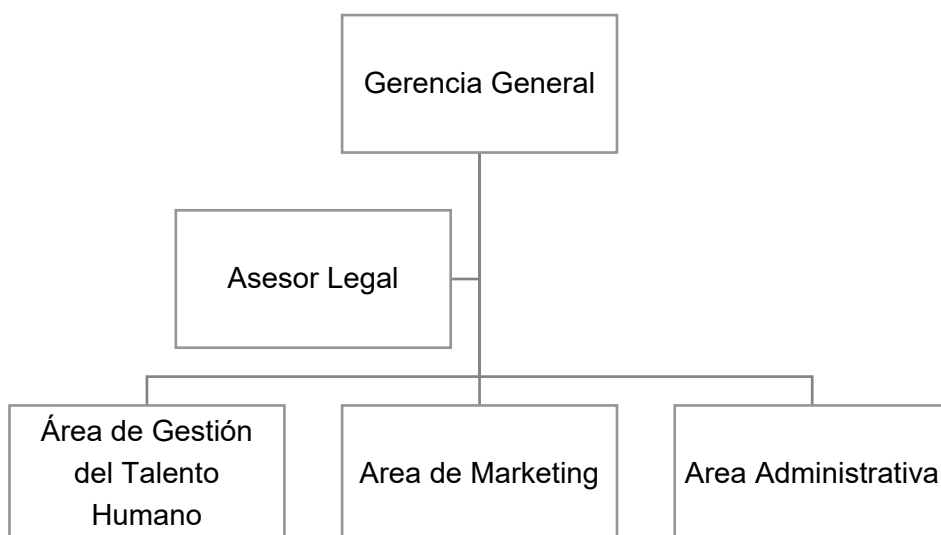 Gerencia General
Asesor Legal
Área de Gestión
del Talento
Humano
Area de Marketing
Area Administrativa